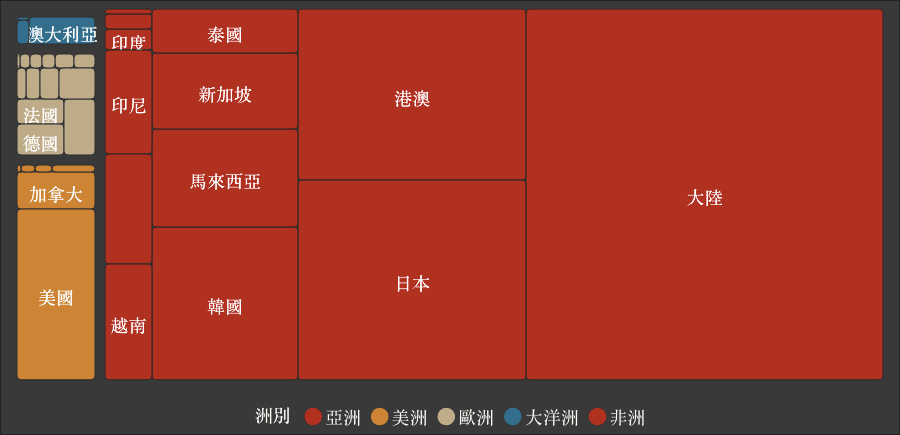 澳大利亞
法國
德國
加拿大
美國
印度
印尼
越南
泰國
新加坡
馬來西亞
韓國
港澳
日本
大陸
洲別 亞洲 美洲 歐洲 大洋洲 非洲